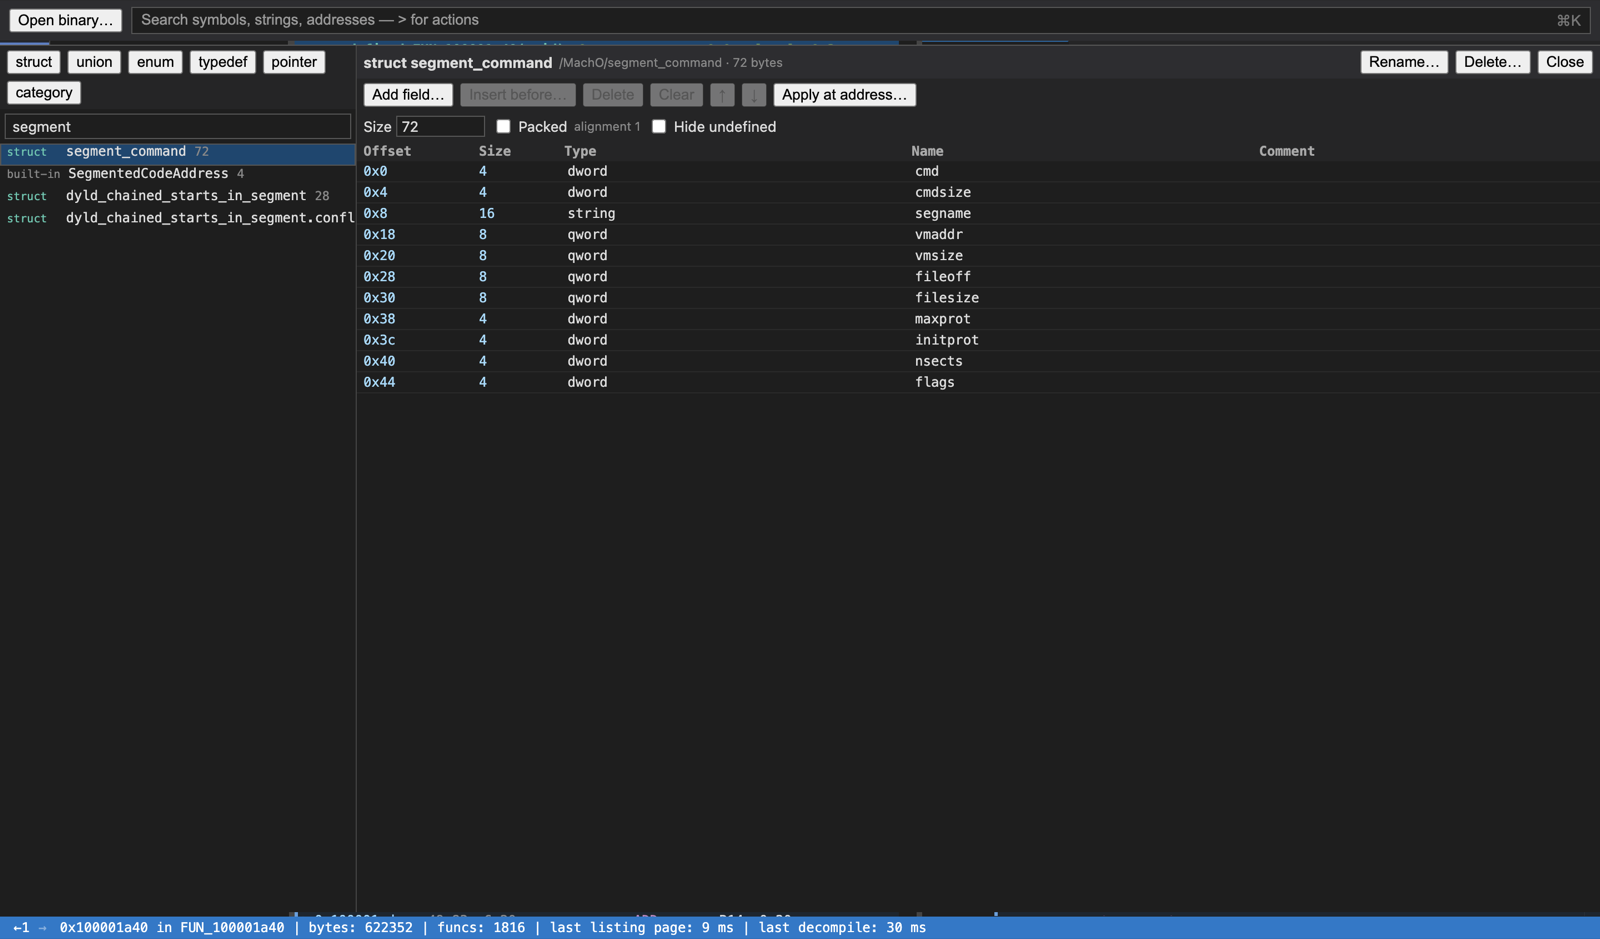 Open binary… Search symbols, strings, addresses — > for actions ⌘K
struct union enum typedef pointer
category
segment
struct segment_command 72
built-in SegmentedCodeAddress 4
struct dyld_chained_starts_in_segment 28
struct dyld_chained_starts_in_segment.confl
struct segment_command /MachO/segment_command · 72 bytes Rename… Delete… Close
Add field… Insert before… Delete Clear ↑ ↓ Apply at address…
Size 72 Packed alignment 1 Hide undefined
Offset Size Type Name Comment
0x0 4 dword cmd
0x4 4 dword cmdsize
0x8 16 string segname
0x18 8 qword vmaddr
0x20 8 qword vmsize
0x28 8 qword fileoff
0x30 8 qword filesize
0x38 4 dword maxprot
0x3c 4 dword initprot
0x40 4 dword nsects
0x44 4 dword flags
←1 → 0x100001a40 in FUN_100001a40 | bytes: 622352 | funcs: 1816 | last listing page: 9 ms | last decompile: 30 ms